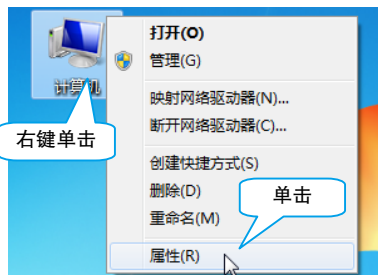 计算机
右键单击
打开(O)
管理(G)
映射网络驱动器(N)...
断开网络驱动器(C)...
创建快捷方式(S)
删除(D)
重命名(M)
单击
属性(R)